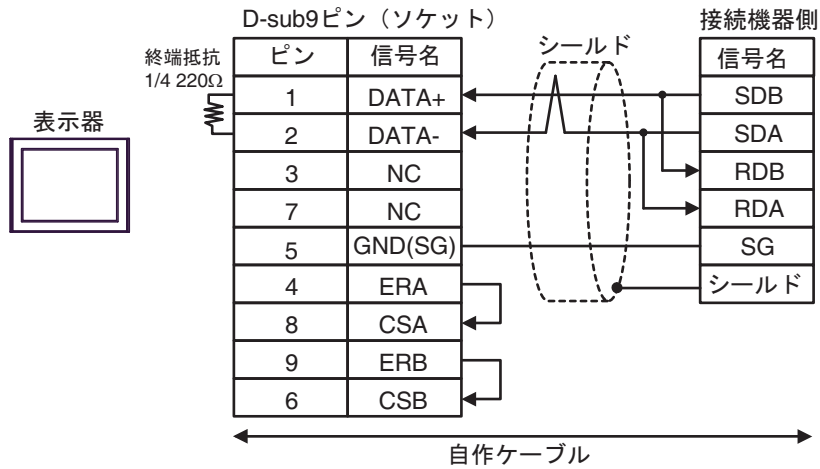 D-sub9ピン（ソケット）
接続機器側
終端抵抗
1/4 220Ω
表示器
シールド
ピン 信号名 信号名
1 DATA+ SDB
2 DATA- SDA
3 NC RDB
7 NC RDA
5 GND(SG) SG
4 ERA シールド
8 CSA
9 ERB
6 CSB
自作ケーブル